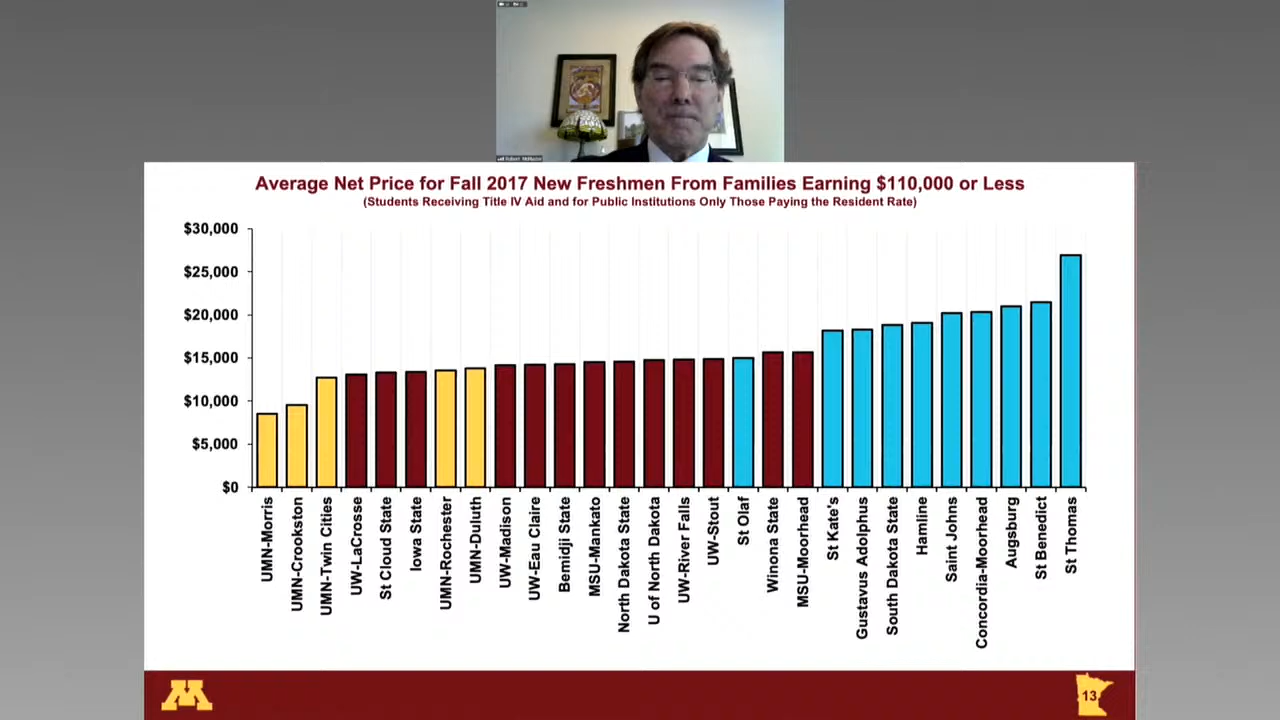 Robert McMaster
Average Net Price for Fall 2017 New Freshmen From Families Earning $110,000 or Less
(Students Receiving Title IV Aid and for Public Institutions Only Those Paying the Resident Rate)
$30,000
$25,000
$20,000
$15,000
$10,000
$5,000
$0
UMN-Morris
UMN-Crookston
UMN-Twin Cities
UW-LaCrosse
St Cloud State
Iowa State
UMN-Rochester
UMN-Duluth
UW-Madison
UW-Eau Claire
Bemidji State
MSU-Mankato
North Dakota State
U of North Dakota
UW-River Falls
UW-Stout
St Olaf
Winona State
MSU-Moorhead
St Kate's
Gustavus Adolphus
South Dakota State
Hamline
Saint Johns
Concordia-Moorhead
Augsburg
St Benedict
St Thomas
M
13